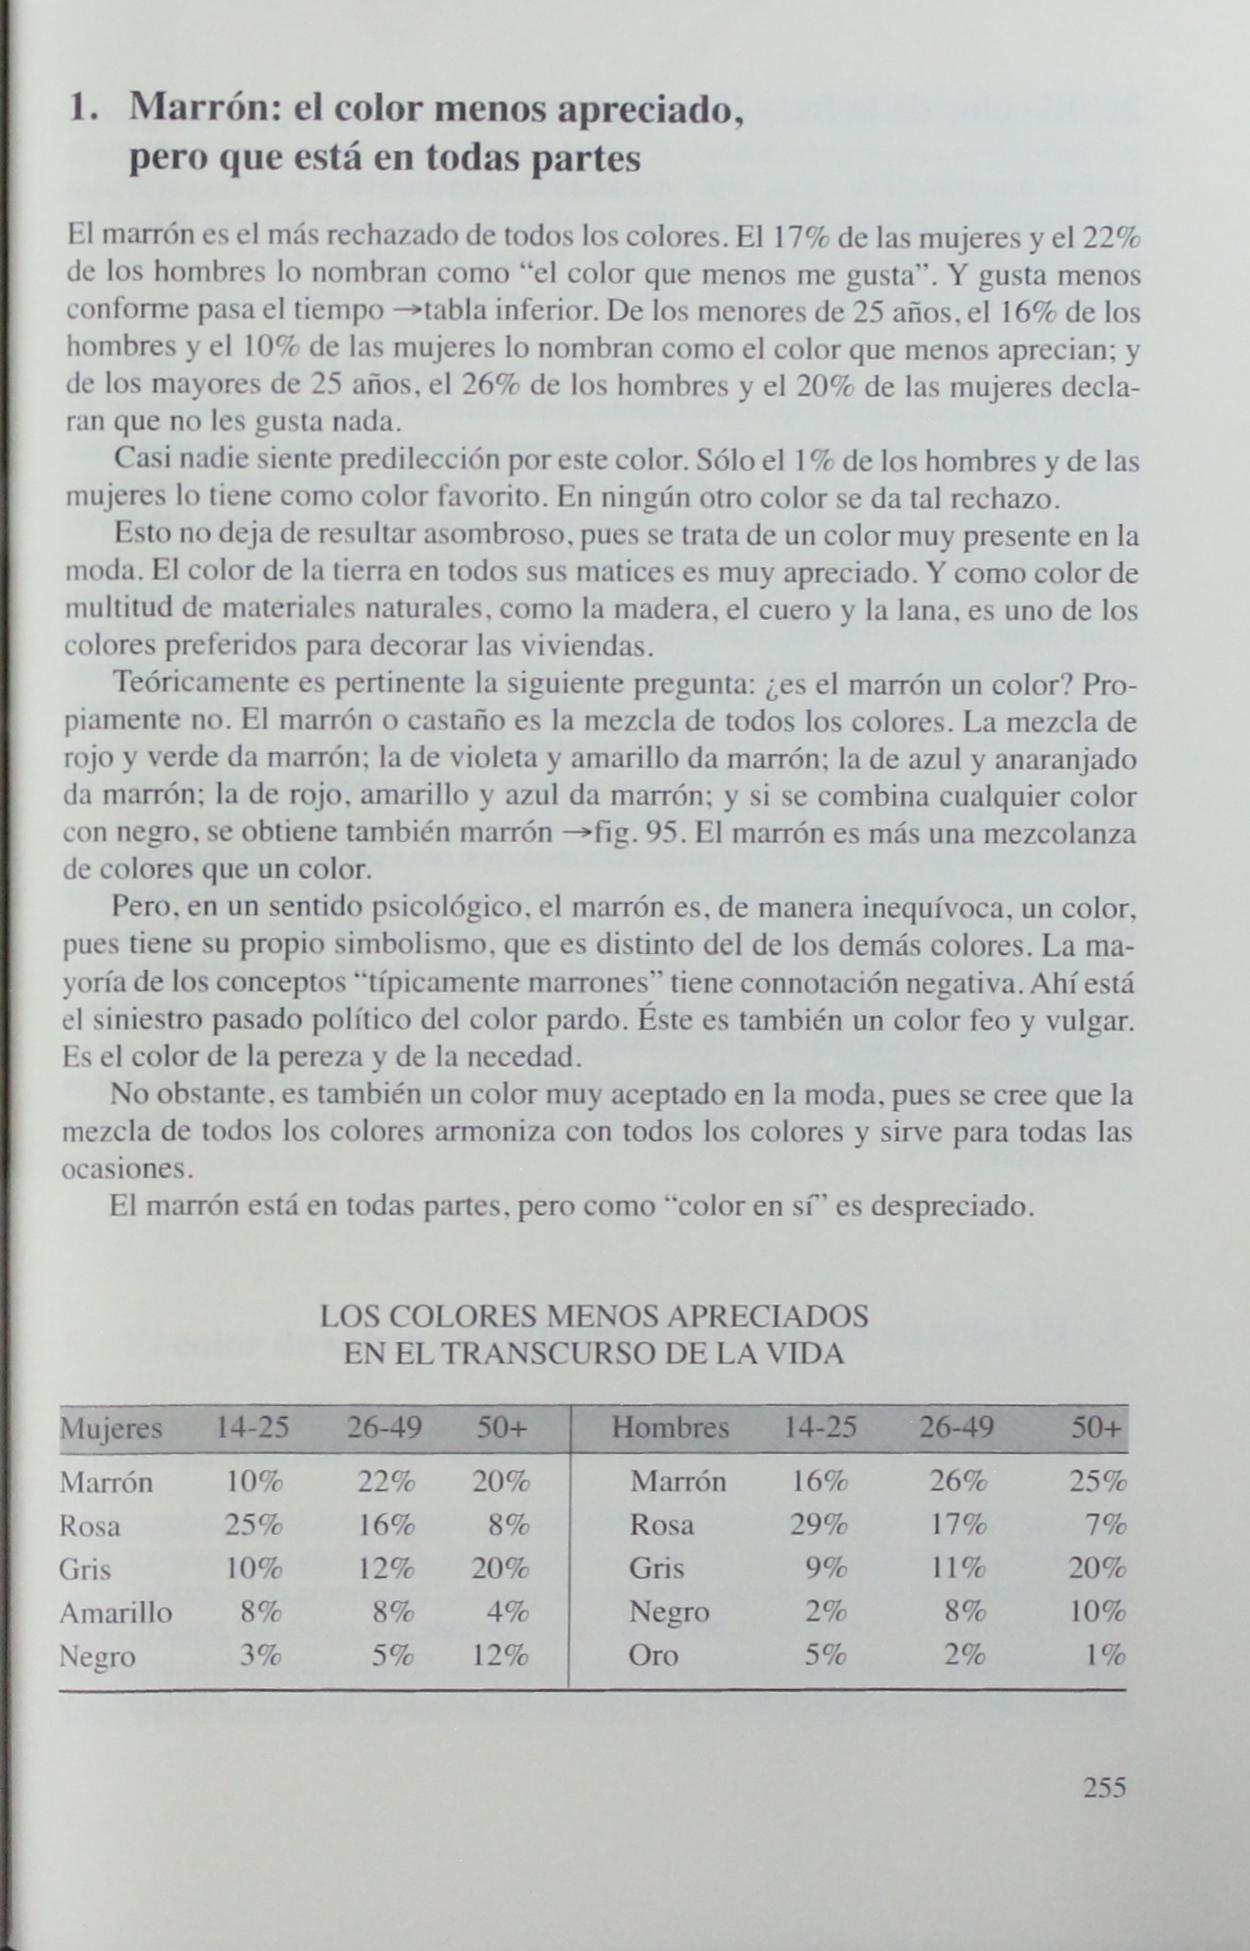 1. Marrón: el color menos apreciado,
pero que está en todas partes
El marrón es el más rechazado de todos los colores. El 17% de las mujeres y el 22%
de los hombres lo nombran como “el color que menos me gusta”. Y gusta menos
conforme pasa el tiempo →tabla inferior. De los menores de 25 años, el 16% de los
hombres y el 10% de las mujeres lo nombran como el color que menos aprecian; y
de los mayores de 25 años, el 26% de los hombres y el 20% de las mujeres decla-
ran que no les gusta nada.
Casi nadie siente predilección por este color. Sólo el 1% de los hombres y de las
mujeres lo tiene como color favorito. En ningún otro color se da tal rechazo.
Esto no deja de resultar asombroso, pues se trata de un color muy presente en la
moda. El color de la tierra en todos sus matices es muy apreciado. Y como color de
multitud de materiales naturales, como la madera, el cuero y la lana, es uno de los
colores preferidos para decorar las viviendas.
Teóricamente es pertinente la siguiente pregunta: ¿es el marrón un color? Pro-
piamente no. El marrón o castaño es la mezcla de todos los colores. La mezcla de
rojo y verde da marrón; la de violeta y amarillo da marrón; la de azul y anaranjado
da marrón; la de rojo, amarillo y azul da marrón; y si se combina cualquier color
con negro, se obtiene también marrón →fig. 95. El marrón es más una mezcolanza
de colores que un color.
Pero, en un sentido psicológico, el marrón es, de manera inequívoca, un color,
pues tiene su propio simbolismo, que es distinto del de los demás colores. La ma-
yoría de los conceptos “típicamente marrones” tiene connotación negativa. Ahí está
el siniestro pasado político del color pardo. Éste es también un color feo y vulgar.
Es el color de la pereza y de la necedad.
No obstante, es también un color muy aceptado en la moda, pues se cree que la
mezcla de todos los colores armoniza con todos los colores y sirve para todas las
ocasiones.
El marrón está en todas partes, pero como “color en sí” es despreciado.
LOS COLORES MENOS APRECIADOS
EN EL TRANSCURSO DE LA VIDA
Mujeres 14-25 26-49 50+ Hombres 14-25 26-49 50+
Marrón 10% 22% 20% Marrón 16% 26% 25%
Rosa 25% 16% 8% Rosa 29% 17% 7%
Gris 10% 12% 20% Gris 9% 11% 20%
Amarillo 8% 8% 4% Negro 2% 8% 10%
Negro 3% 5% 12% Oro 5% 2% 1%
255